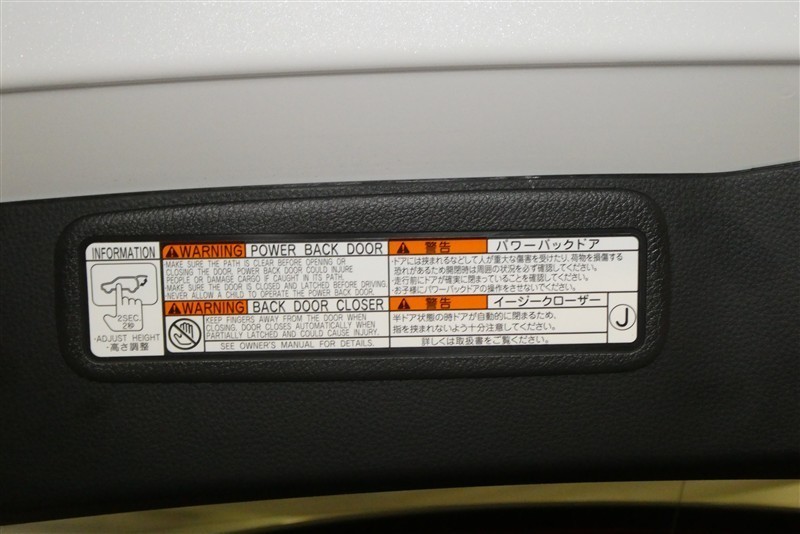 INFORMATION
2SEC.
2秒
·ADJUST HEIGHT
·高さ調整
WARNING POWER BACK DOOR
·MAKE SURE THE PATH IS CLEAR BEFORE OPENING OR
CLOSING THE DOOR. POWER BACK DOOR COULD INJURE
PEOPLE OR DAMAGE CARGO IF CAUGHT IN ITS PATH.
·MAKE SURE THE DOOR IS CLOSED AND LATCHED BEFORE DRIVING.
·NEVER ALLOW A CHILD TO OPERATE THE POWER BACK DOOR.
WARNING BACK DOOR CLOSER
KEEP FINGERS AWAY FROM THE DOOR WHEN
CLOSING. DOOR CLOSES AUTOMATICALLY WHEN
PARTIALLY LATCHED AND COULD CAUSE INJURY.
SEE OWNER'S MANUAL FOR DETAILS.
警告 パワーバックドア
·ドアには挟まれるなどして人が重大な傷害を受けたり、荷物を損傷する
恐れがあるため開閉時は周囲の状況を必ず確認してください。
·走行前にドアが確実に閉まっていることを確認してください。
·お子様にパワーバックドアの操作をさせないでください。
警告 イージークローザー
半ドア状態の時ドアが自動的に閉まるため、
指を挟まれないよう十分注意してください。
詳しくは取扱書をご覧ください。
J